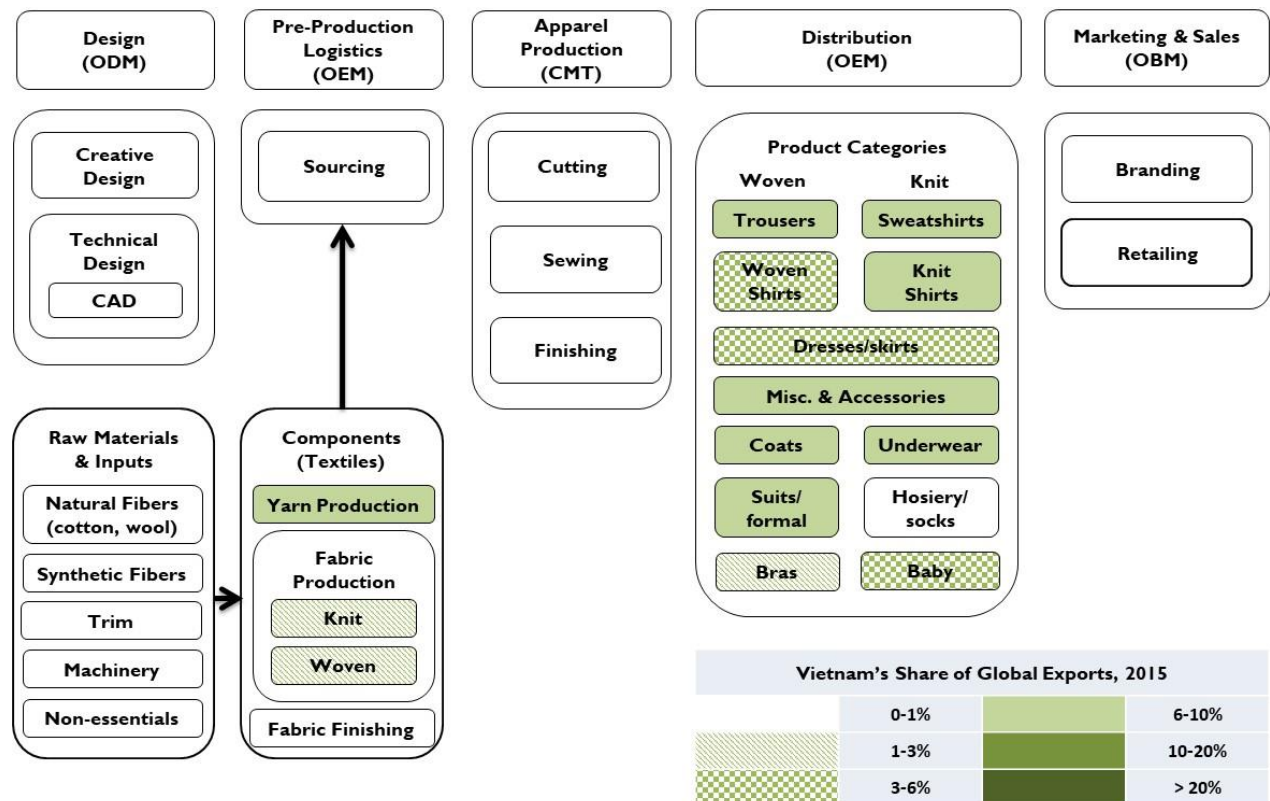 Design
(ODM)
Pre-Production
Logistics
(OEM)
Apparel
Production
(CMT)
Distribution
(OEM)
Marketing & Sales
(OBM)
Creative
Design
Technical
Design
CAD
Sourcing
Cutting
Sewing
Finishing
Product Categories
Woven
Knit
Trousers
Sweatshirts
Woven
Shirts
Knit
Shirts
Dresses/skirts
Misc. & Accessories
Coats
Underwear
Suits/
formal
Hosiery/
socks
Bras
Baby
Branding
Retailing
Raw Materials
& Inputs
Natural Fibers
(cotton, wool)
Synthetic Fibers
Trim
Machinery
Non-essentials
Components
(Textiles)
Yarn Production
Fabric
Production
Knit
Woven
Fabric Finishing
Vietnam's Share of Global Exports, 2015
0-1%
6-10%
1-3%
10-20%
3-6%
> 20%